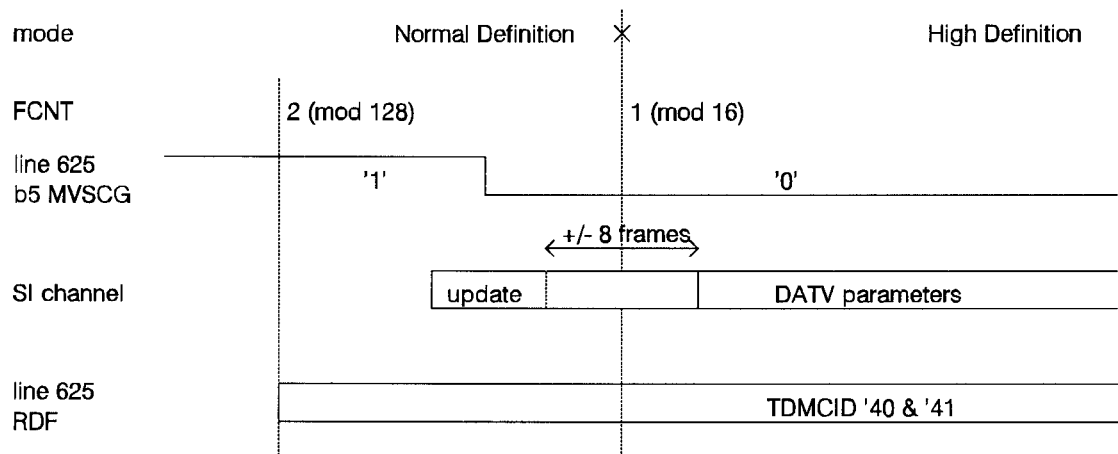 mode Normal Definition High Definition
FCNT 2 (mod 128) 1 (mod 16)
line 625
b5 MVSCG '1' '0'
+/- 8 frames
SI channel update DATV parameters
line 625
RDF TDMCID '40 & '41